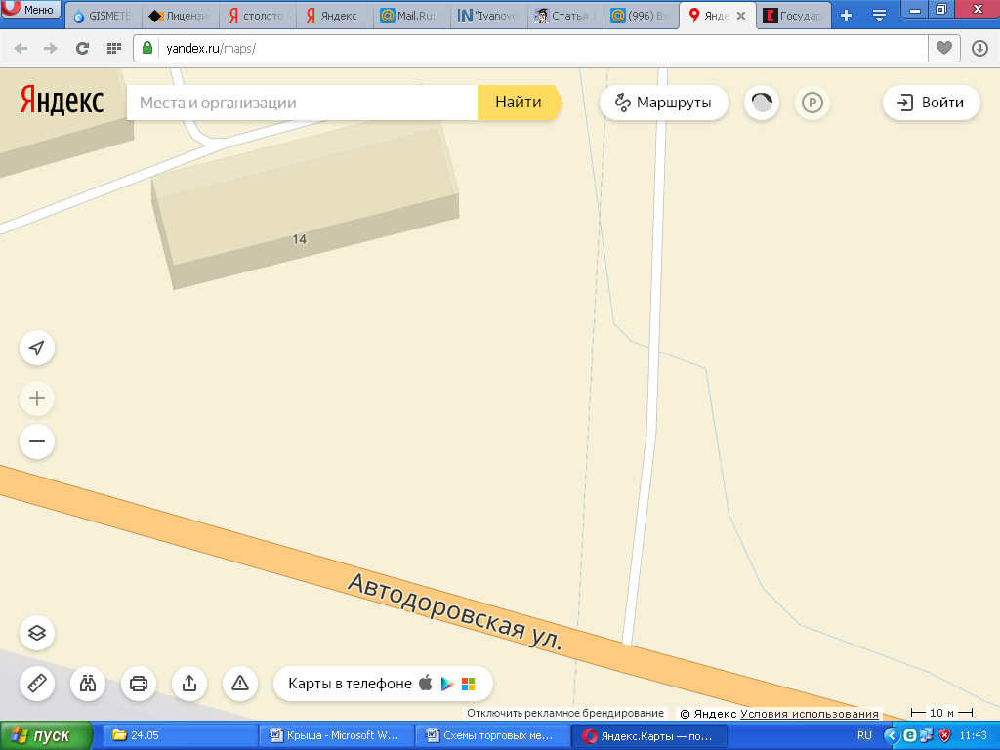 Меню
GISMETE
Лиценз
столото
Яндекс
Mail.Ru:
"Ivanovo
Статья 1
(996) Вх
Янде
Государ
yandex.ru/maps/
Яндекс
Места и организации
Найти
Маршруты
P
Войти
14
Автодоровская ул.
Карты в телефоне
Отключить рекламное брендирование
© Яндекс Условия использования
10 м
пуск
24.05
Крыша - Microsoft W...
Схемы торговых ме...
Яндекс.Карты — по...
RU
11:43